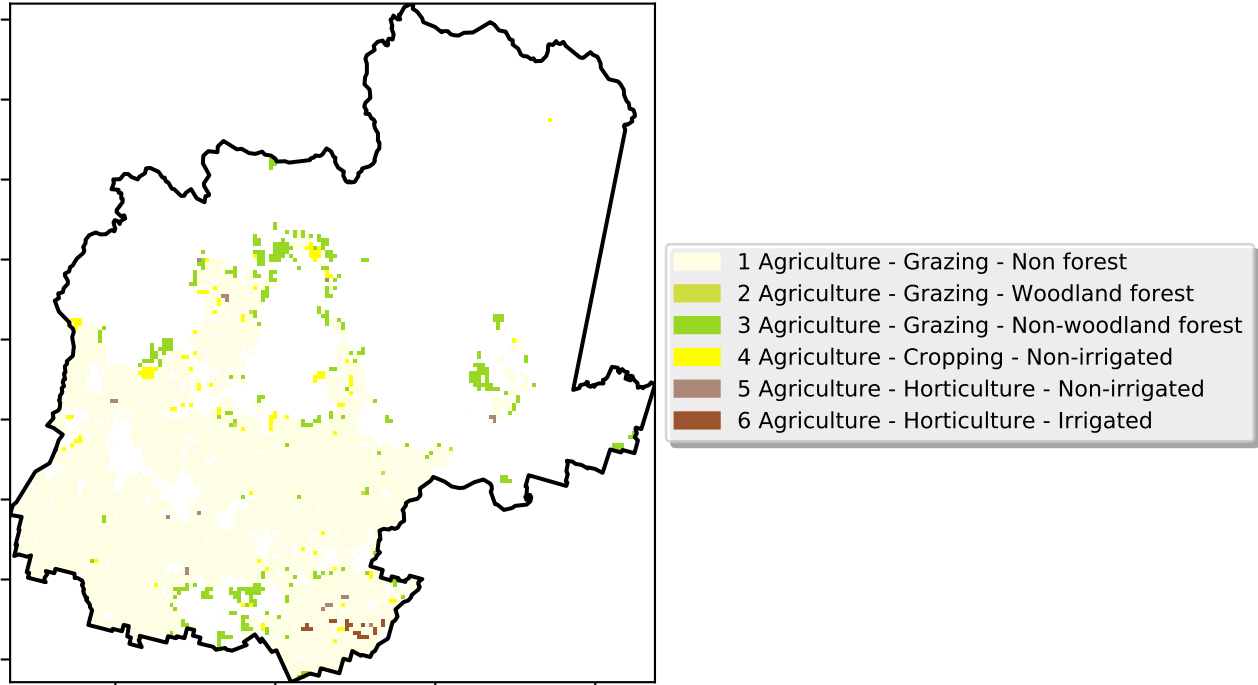 1 Agriculture - Grazing - Non forest
2 Agriculture - Grazing - Woodland forest
3 Agriculture - Grazing - Non-woodland forest
4 Agriculture - Cropping - Non-irrigated
5 Agriculture - Horticulture - Non-irrigated
6 Agriculture - Horticulture - Irrigated